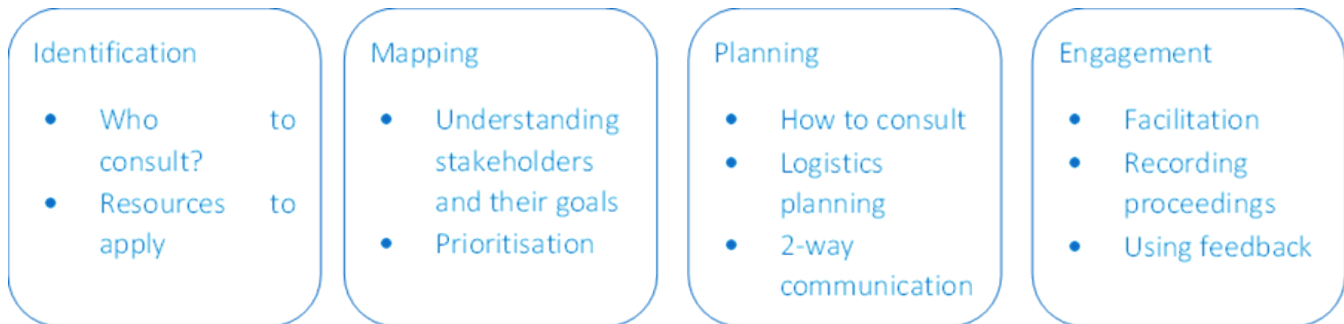 Identification
• Who to
consult?
• Resources to
apply
Mapping
• Understanding
stakeholders
and their goals
• Prioritisation
Planning
• How to consult
• Logistics
planning
• 2-way
communication
Engagement
• Facilitation
• Recording
proceedings
• Using feedback